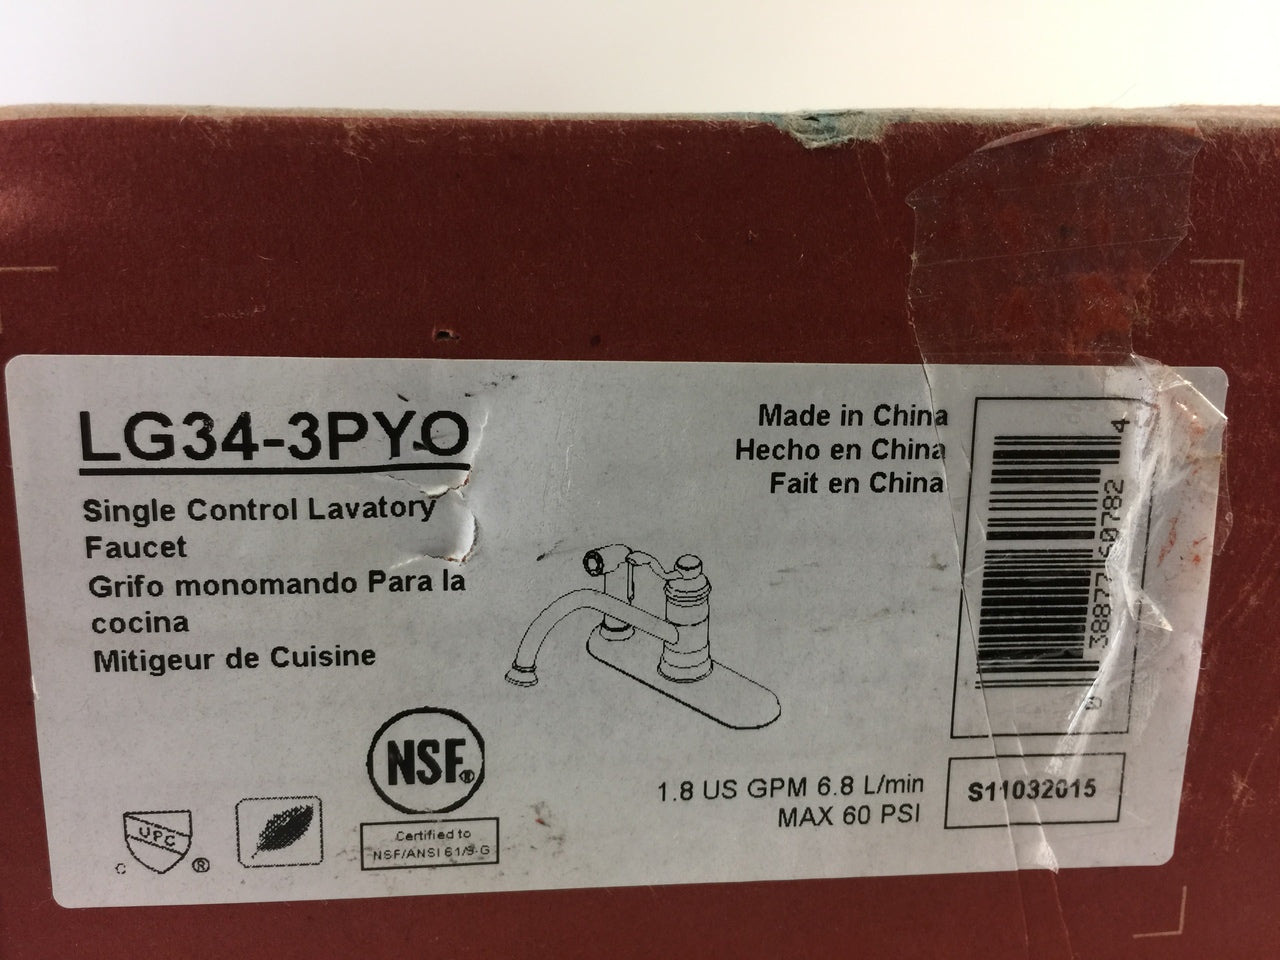 LG34-3PYO
Single Control Lavatory
Faucet
Grifo monomando Para la
cocina
Mitigeur de Cuisine
Made in China
Hecho en China
Fait en China
1.8 US GPM 6.8 L/min
MAX 60 PSI
S11032015
NSF®
Certified to
NSF/ANSI 61/9-G
C UPC ®
4